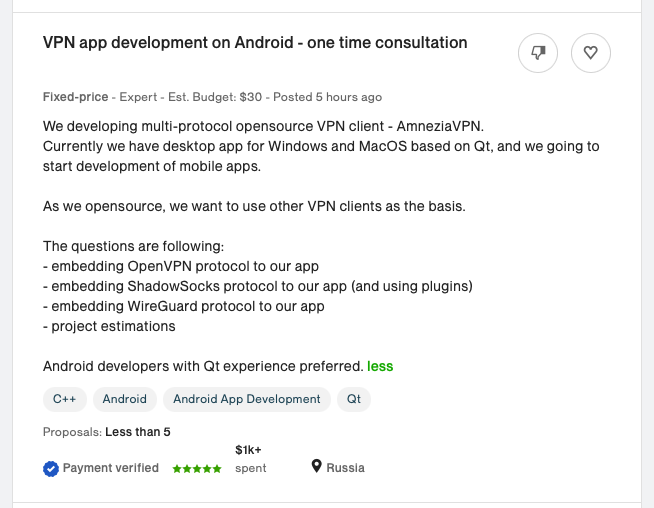 VPN app development on Android - one time consultation
Fixed-price - Expert - Est. Budget: $30 - Posted 5 hours ago
We developing multi-protocol opensource VPN client - AmneziaVPN.
Currently we have desktop app for Windows and MacOS based on Qt, and we going to
start development of mobile apps.
As we opensource, we want to use other VPN clients as the basis.
The questions are following:
- embedding OpenVPN protocol to our app
- embedding ShadowSocks protocol to our app (and using plugins)
- embedding WireGuard protocol to our app
- project estimations
Android developers with Qt experience preferred. less
C++ Android Android App Development Qt
Proposals: Less than 5
Payment verified $1k+ spent Russia